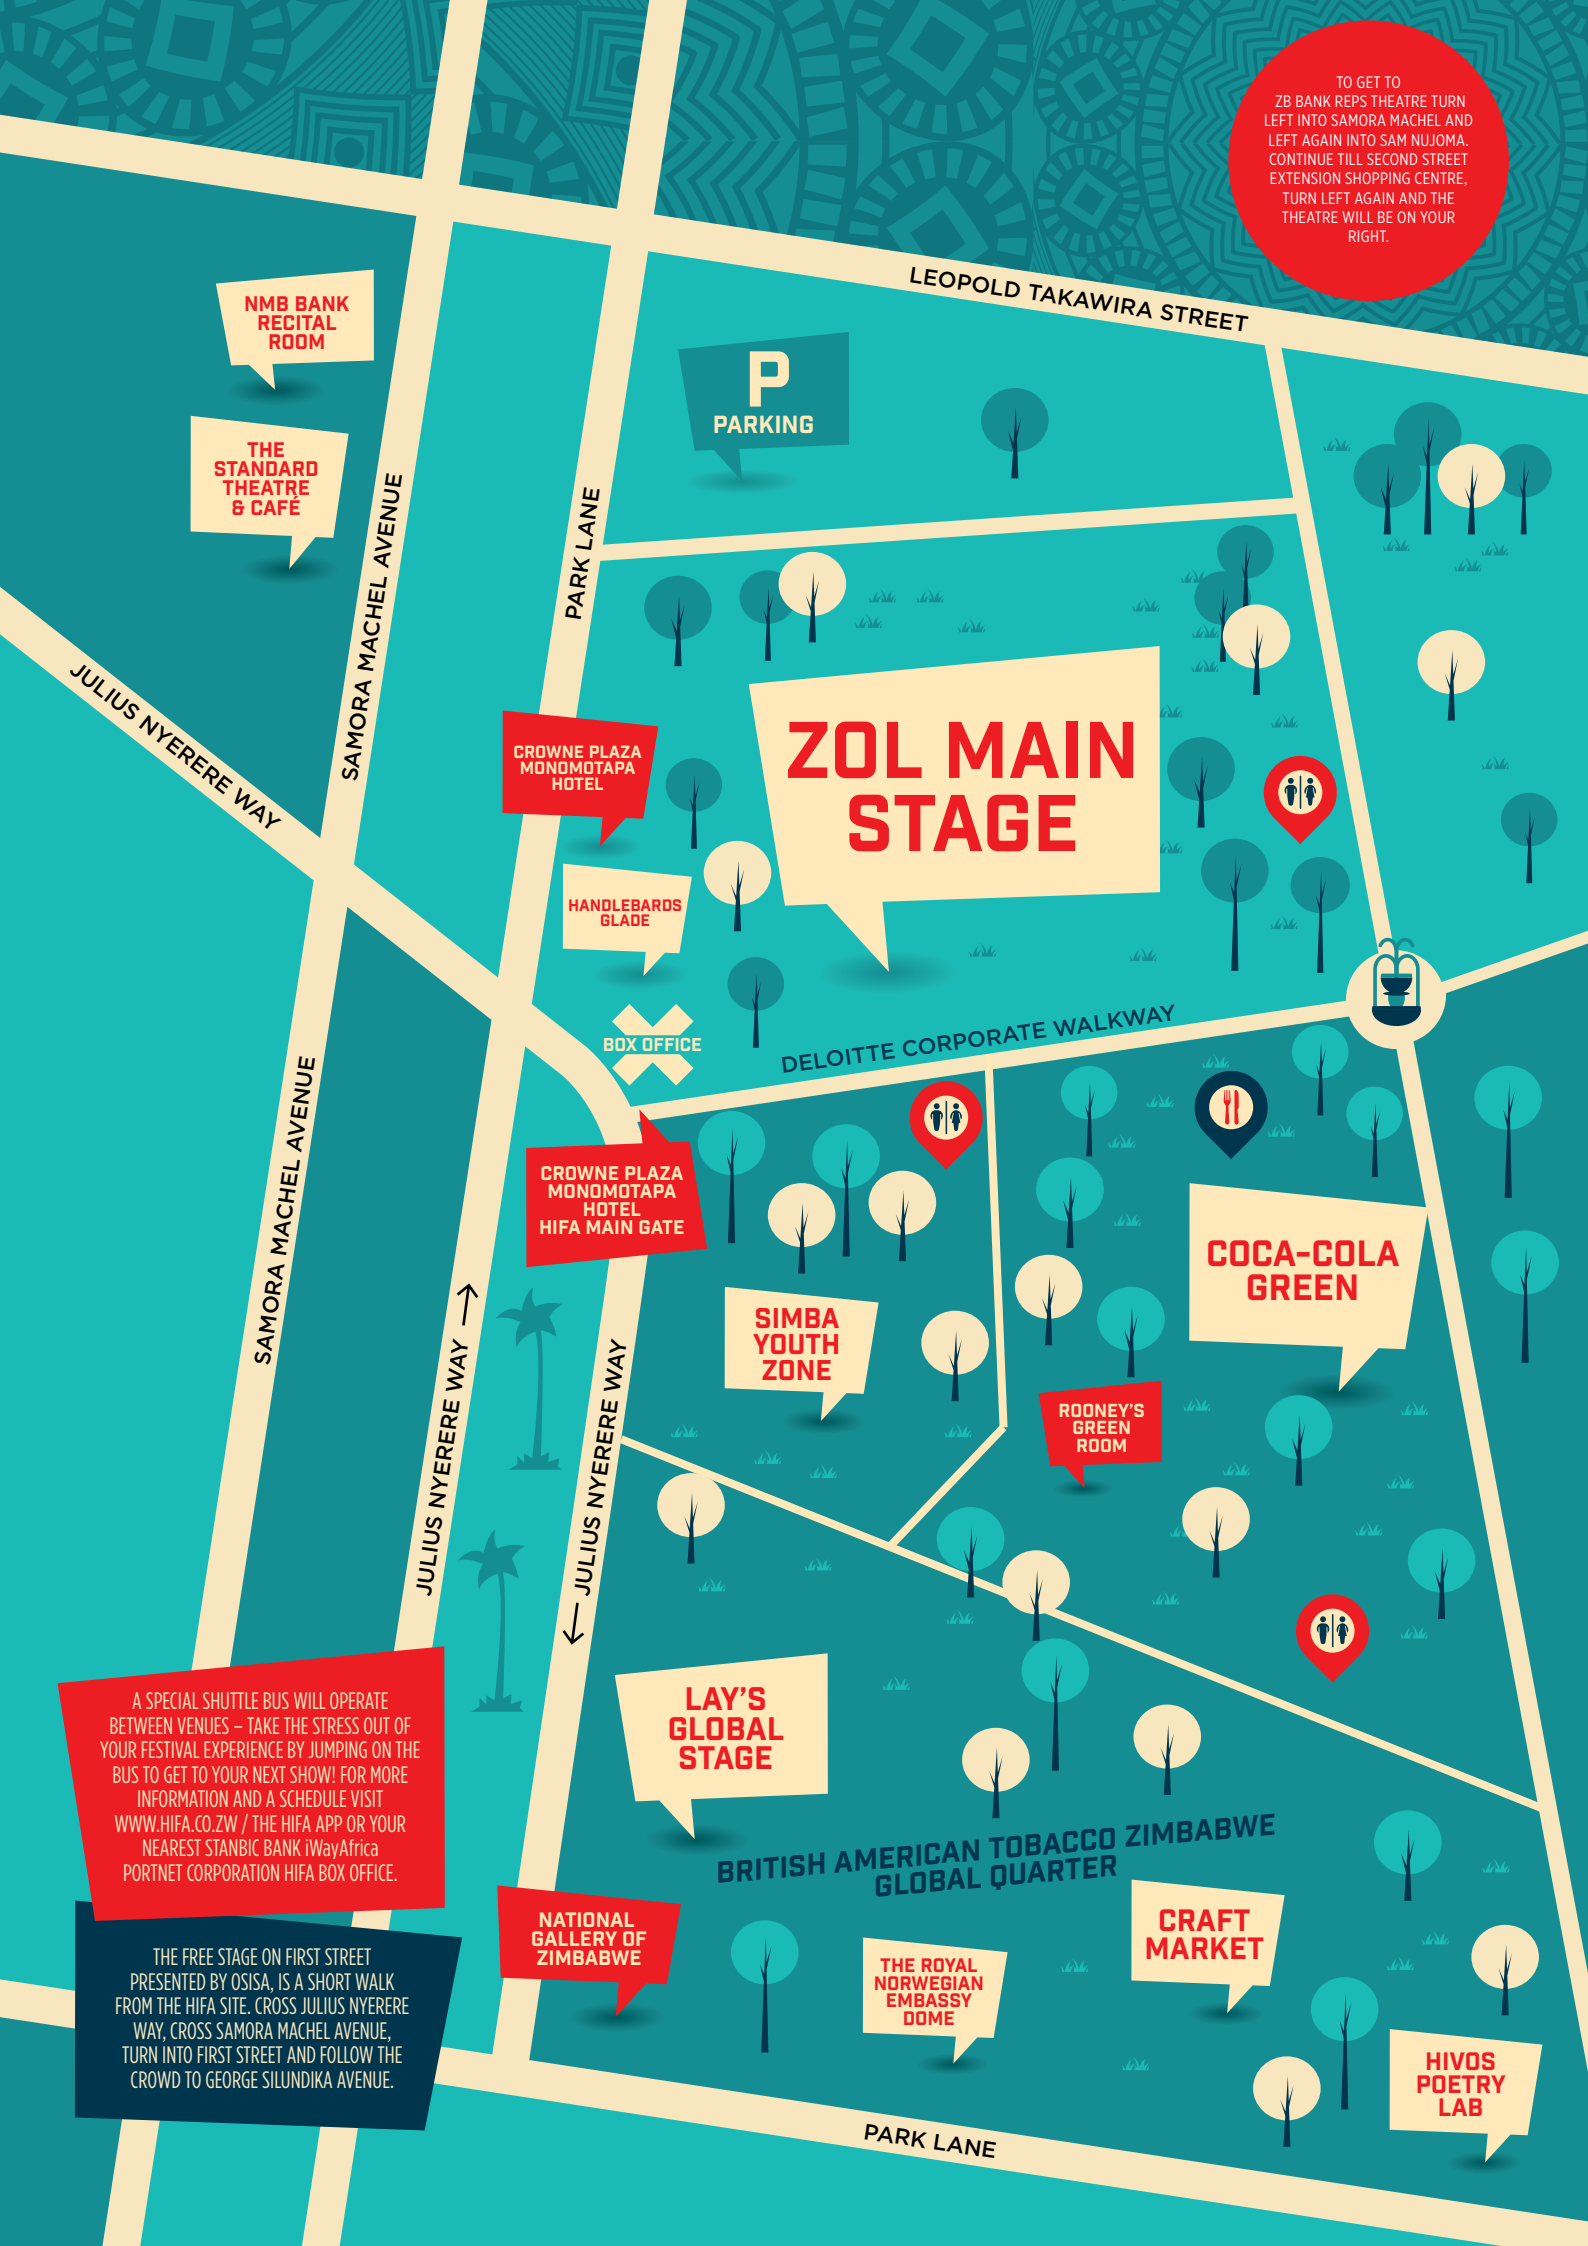 TO GET TO
ZB BANK REPS THEATRE TURN
LEFT INTO SAMORA MACHEL AND
LEFT AGAIN INTO SAM NUJOMA.
CONTINUE TILL SECOND STREET
EXTENSION SHOPPING CENTRE,
TURN LEFT AGAIN AND THE
THEATRE WILL BE ON YOUR
RIGHT.
LEOPOLD TAKAWIRA STREET
NMB BANK
RECITAL
ROOM
P
PARKING
THE
STANDARD
THEATRE
& CAFÉ
SAMORA MACHEL AVENUE
PARK LANE
JULIUS NYERERE WAY
ZOL MAIN
STAGE
CROWNE PLAZA
MONOMOTAPA
HOTEL
HANDLEBARDS
GLADE
BOX OFFICE
DELOITTE CORPORATE WALKWAY
SAMORA MACHEL AVENUE
CROWNE PLAZA
MONOMOTAPA
HOTEL
HIFA MAIN GATE
COCA-COLA
GREEN
SIMBA
YOUTH
ZONE
JULIUS NYERERE WAY
JULIUS NYERERE WAY
ROONEY'S
GREEN
ROOM
A SPECIAL SHUTTLE BUS WILL OPERATE
BETWEEN VENUES – TAKE THE STRESS OUT OF
YOUR FESTIVAL EXPERIENCE BY JUMPING ON THE
BUS TO GET TO YOUR NEXT SHOW! FOR MORE
INFORMATION AND A SCHEDULE VISIT
WWW.HIFA.CO.ZW / THE HIFA APP OR YOUR
NEAREST STANBIC BANK iWayAfrica
PORTNET CORPORATION HIFA BOX OFFICE.
LAY'S
GLOBAL
STAGE
BRITISH AMERICAN TOBACCO ZIMBABWE
GLOBAL QUARTER
NATIONAL
GALLERY OF
ZIMBABWE
CRAFT
MARKET
THE ROYAL
NORWEGIAN
EMBASSY
DOME
THE FREE STAGE ON FIRST STREET
PRESENTED BY OSISA, IS A SHORT WALK
FROM THE HIFA SITE. CROSS JULIUS NYERERE
WAY, CROSS SAMORA MACHEL AVENUE,
TURN INTO FIRST STREET AND FOLLOW THE
CROWD TO GEORGE SILUNDIKA AVENUE.
HIVOS
POETRY
LAB
PARK LANE